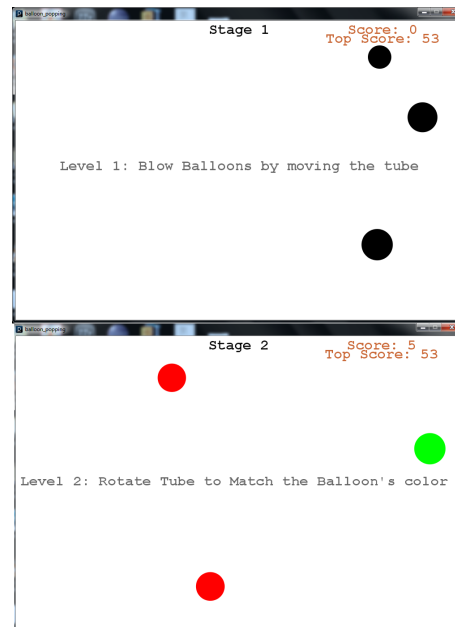 balloon_popping
Stage 1
Score: 0
Top Score: 53
Level 1: Blow Balloons by moving the tube
balloon_popping
Stage 2
Score: 5
Top Score: 53
Level 2: Rotate Tube to Match the Balloon's color